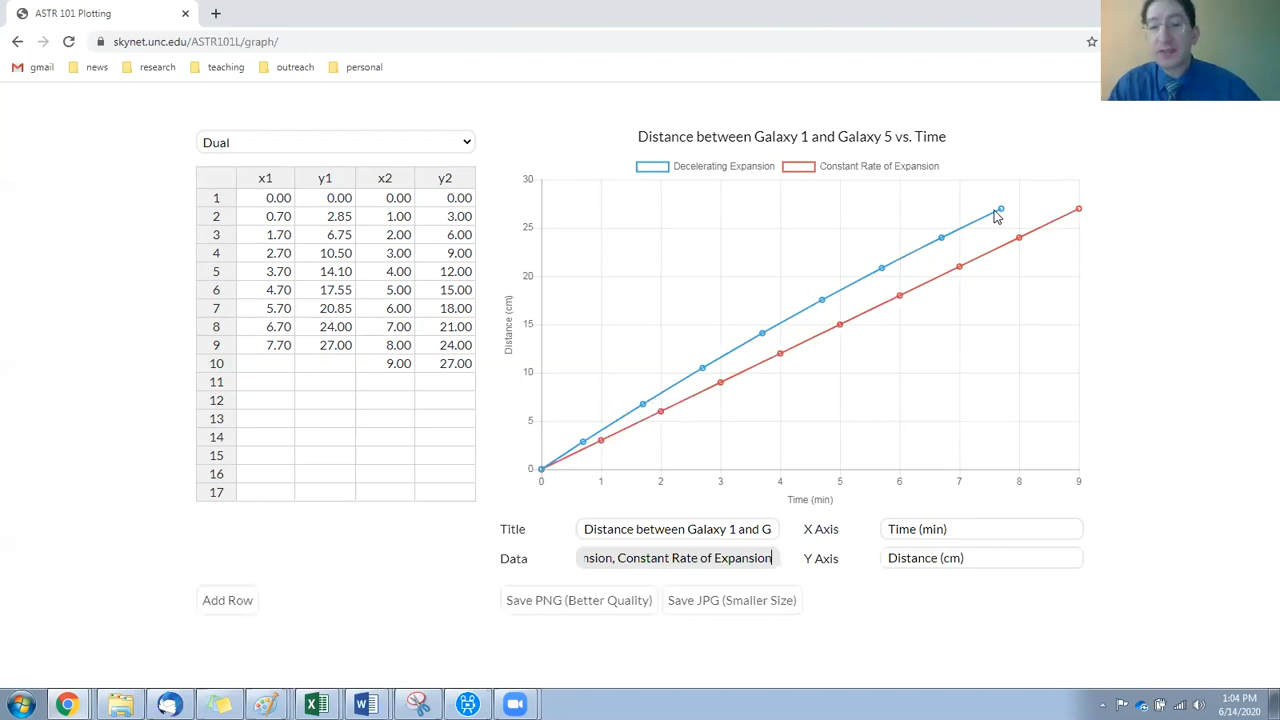 ASTR 101 Plotting
skynet.unc.edu/ASTR101L/graph/
gmail news research teaching outreach personal
Dual
x1 y1 x2 y2
1 0.00 0.00 0.00 0.00
2 0.70 2.85 1.00 3.00
3 1.70 6.75 2.00 6.00
4 2.70 10.50 3.00 9.00
5 3.70 14.10 4.00 12.00
6 4.70 17.55 5.00 15.00
7 5.70 20.85 6.00 18.00
8 6.70 24.00 7.00 21.00
9 7.70 27.00 8.00 24.00
10 9.00 27.00
11
12
13
14
15
16
17
Add Row
Distance between Galaxy 1 and Galaxy 5 vs. Time
Decelerating Expansion Constant Rate of Expansion
30
25
20
15
10
5
0
Distance (cm)
0 1 2 3 4 5 6 7 8 9
Time (min)
Title Distance between Galaxy 1 and G X Axis Time (min)
Data nsion, Constant Rate of Expansion Y Axis Distance (cm)
Save PNG (Better Quality) Save JPG (Smaller Size)
1:04 PM
6/14/2020